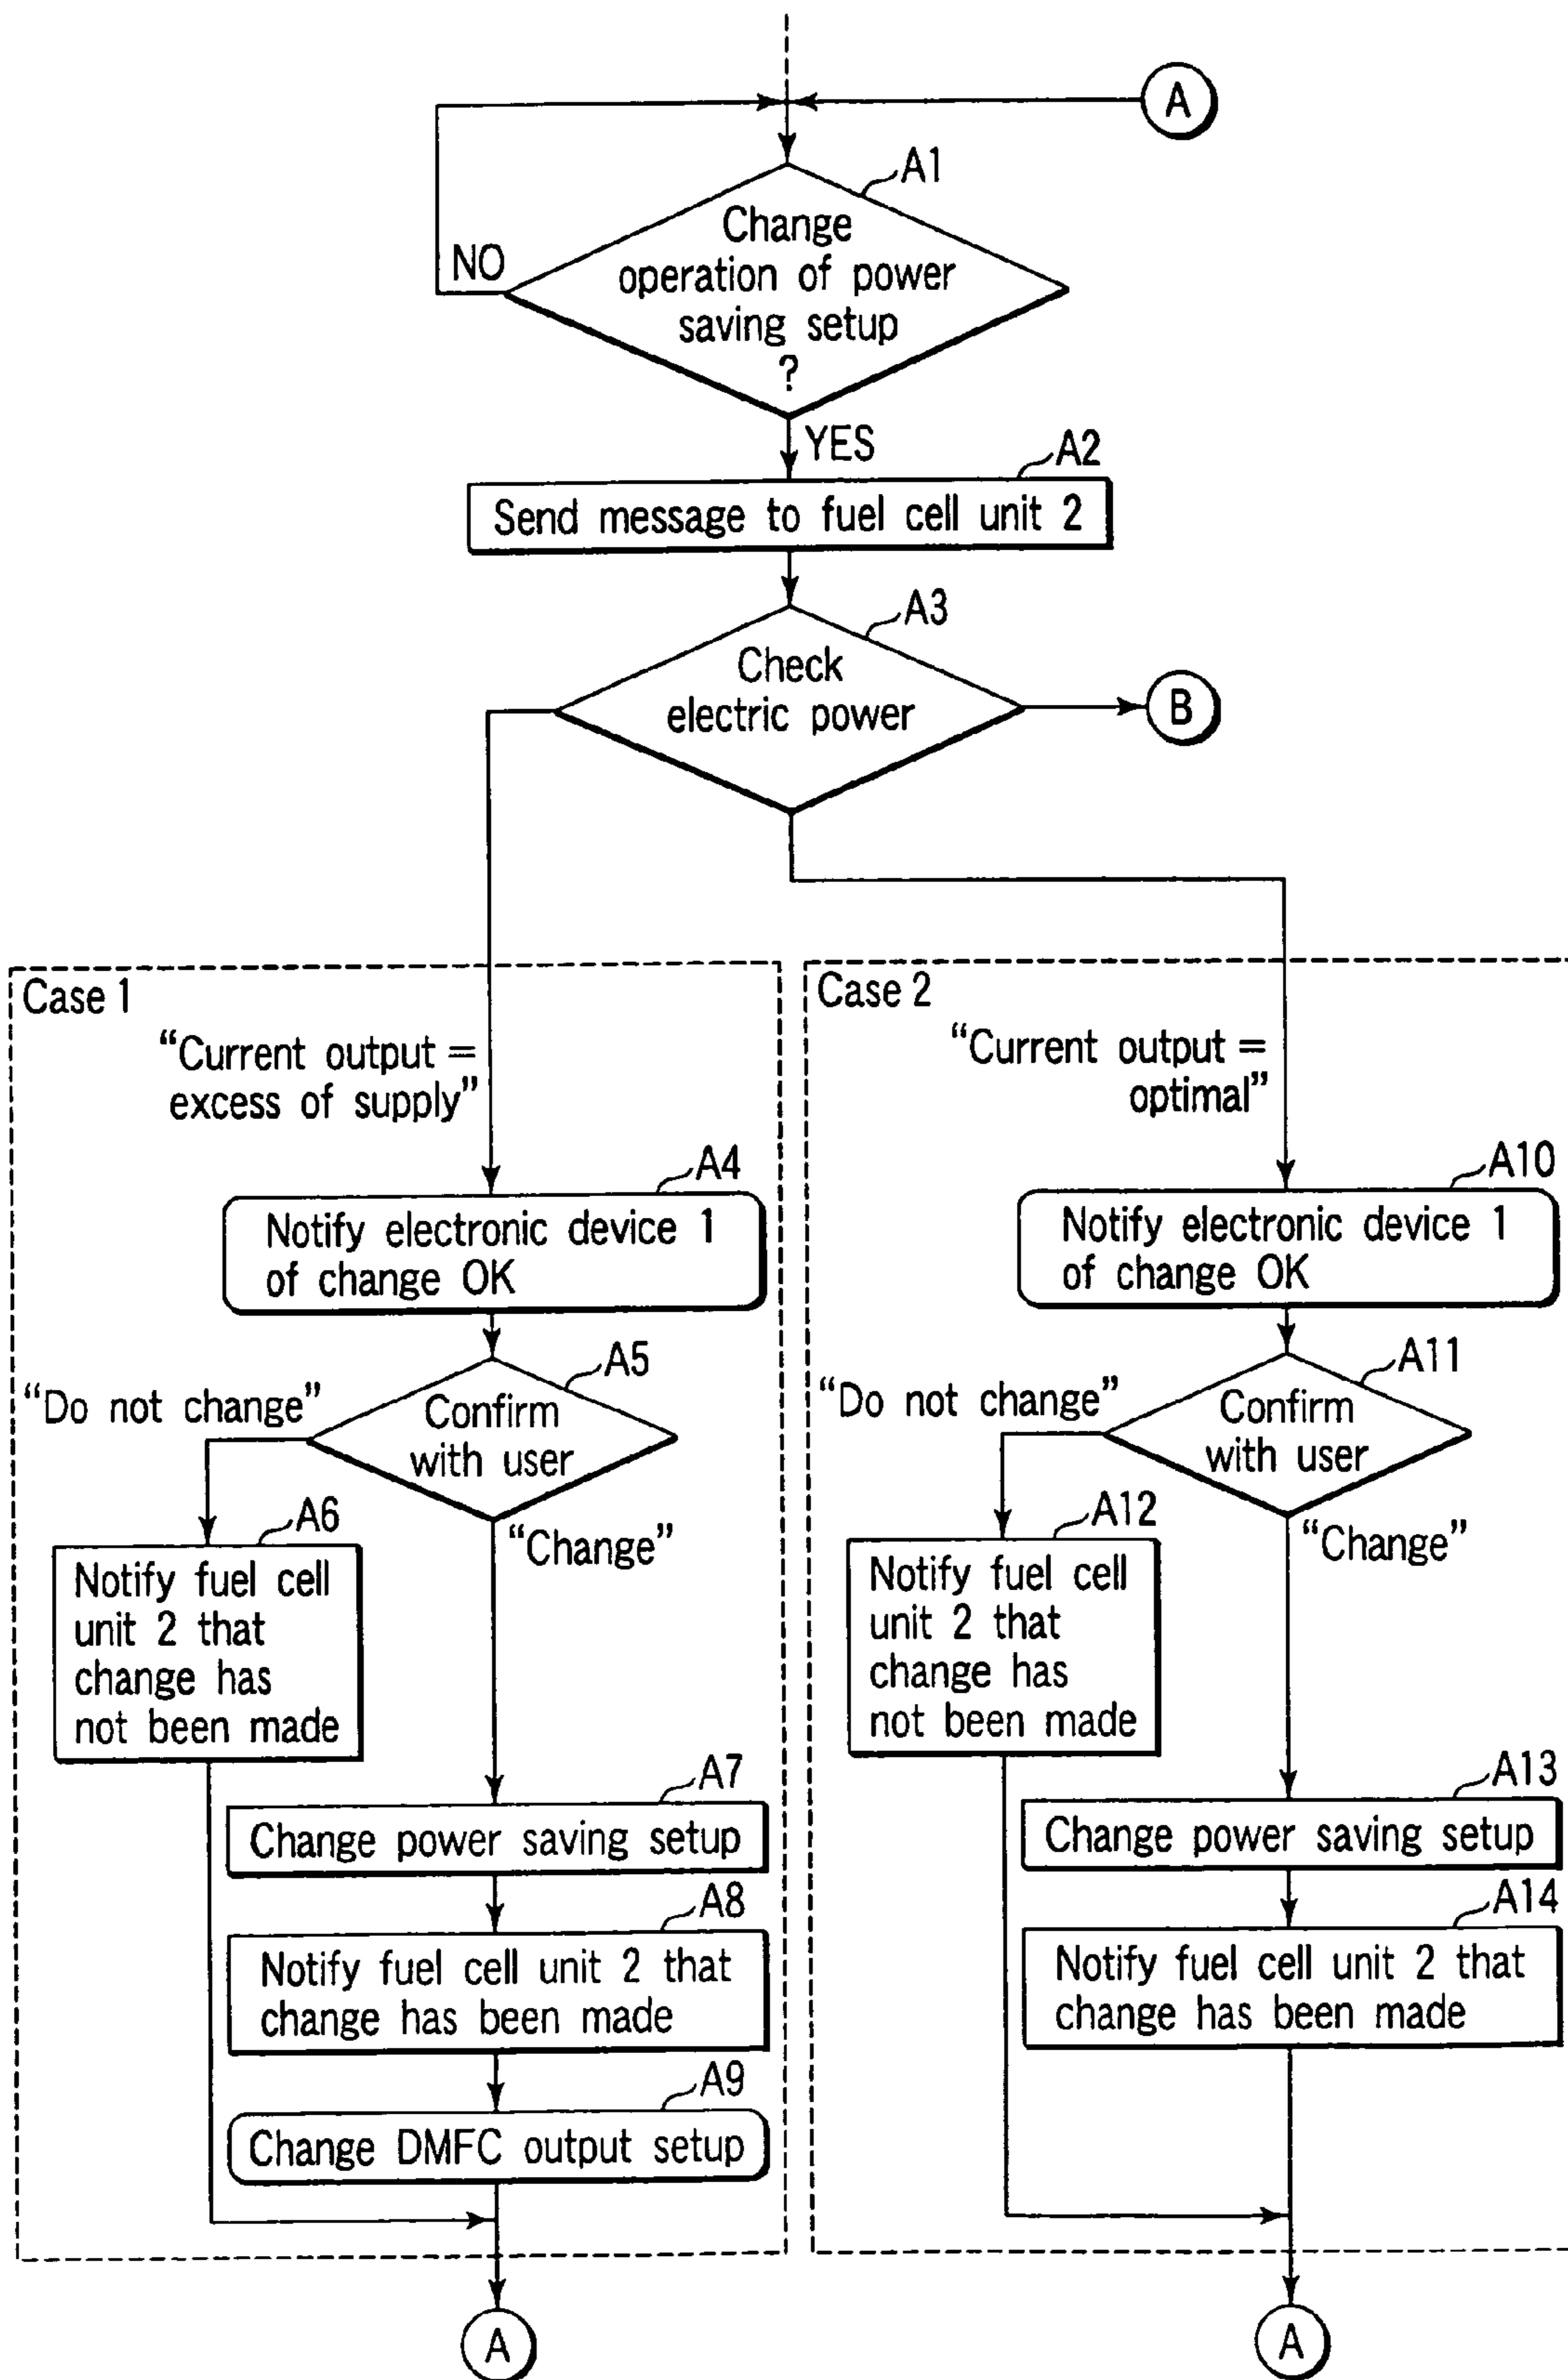 A
A1
Change
operation of power
saving setup
?
NO
YES
A2
Send message to fuel cell unit 2
A3
Check
electric power
B
Case 1
“Current output =
excess of supply”
A4
Notify electronic device 1
of change OK
A5
“Do not change”
Confirm
with user
A6
“Change”
Notify fuel cell
unit 2 that
change has
not been made
A7
Change power saving setup
A8
Notify fuel cell unit 2 that
change has been made
A9
Change DMFC output setup
A
Case 2
“Current output =
optimal”
A10
Notify electronic device 1
of change OK
A11
“Do not change”
Confirm
with user
A12
“Change”
Notify fuel cell
unit 2 that
change has
not been made
A13
Change power saving setup
A14
Notify fuel cell unit 2 that
change has been made
A